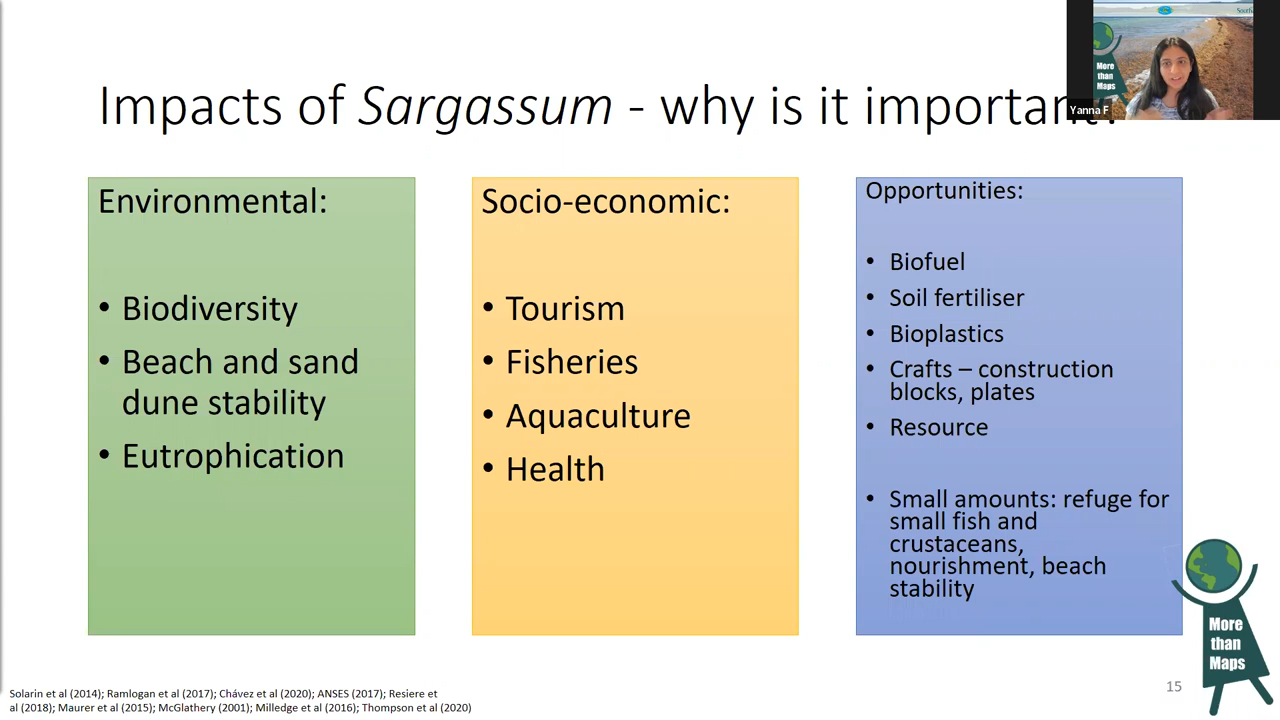 Impacts of Sargassum - why is it important?
Yanna F
More
than
Maps
Environmental:
• Biodiversity
• Beach and sand
dune stability
• Eutrophication
Socio-economic:
• Tourism
• Fisheries
• Aquaculture
• Health
Opportunities:
• Biofuel
• Soil fertiliser
• Bioplastics
• Crafts – construction
blocks, plates
• Resource
• Small amounts: refuge for
small fish and
crustaceans,
nourishment, beach
stability
More
than
Maps
15
Solarin et al (2014); Ramlogan et al (2017); Chávez et al (2020); ANSES (2017); Resiere et
al (2018); Maurer et al (2015); McGlathery (2001); Milledge et al (2016); Thompson et al (2020)